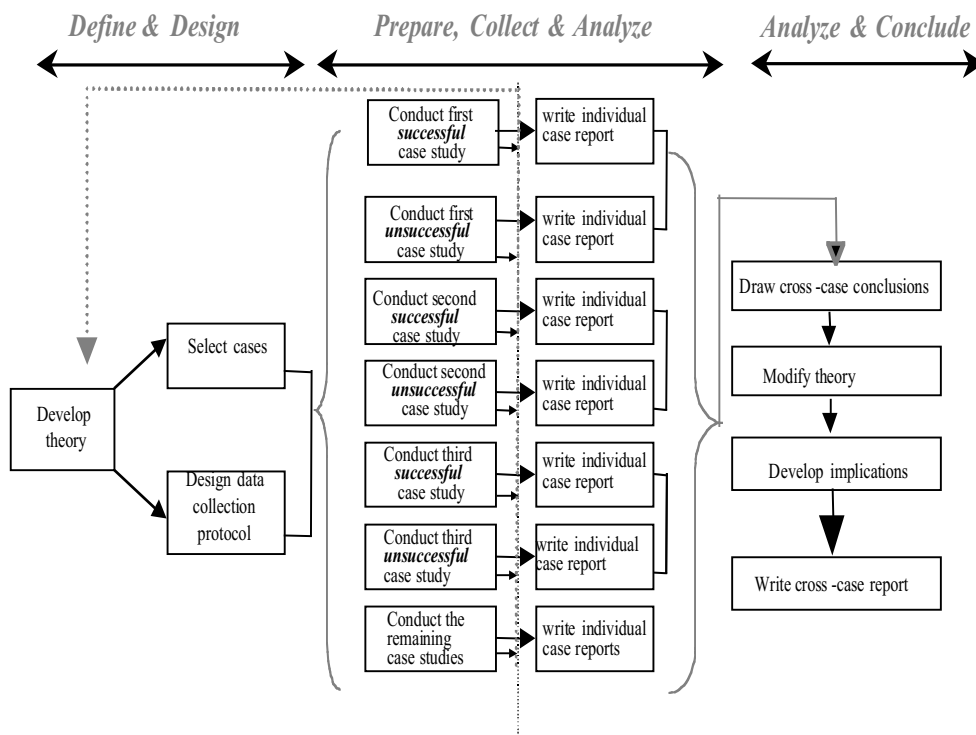 Define & Design
Prepare, Collect & Analyze
Analyze & Conclude
Conduct first
successful
case study
write individual
case report
Conduct first
unsuccessful
case study
write individual
case report
Conduct second
successful
case study
write individual
case report
Conduct second
unsuccessful
case study
write individual
case report
Conduct third
successful
case study
write individual
case report
Conduct third
unsuccessful
case study
write individual
case report
Conduct the
remaining
case studies
write individual
case reports
Develop
theory
Select cases
Design data
collection
protocol
Draw cross -case conclusions
Modify theory
Develop implications
Write cross -case report